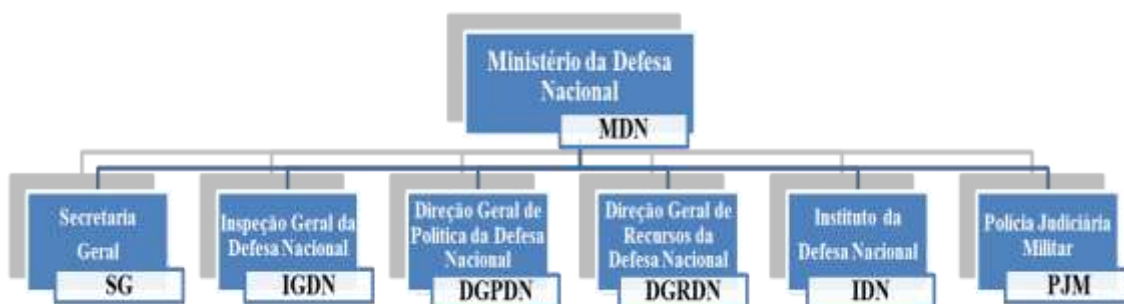 Ministério da Defesa
Nacional
MDN
Secretaria
Geral
SG
Inspeção Geral da
Defesa Nacional
IGDN
Direção Geral de
Política da Defesa
Nacional
DGPDN
Direção Geral de
Recursos da
Defesa Nacional
DGRDN
Instituto da
Defesa Nacional
IDN
Polícia Judiciária
Militar
PJM